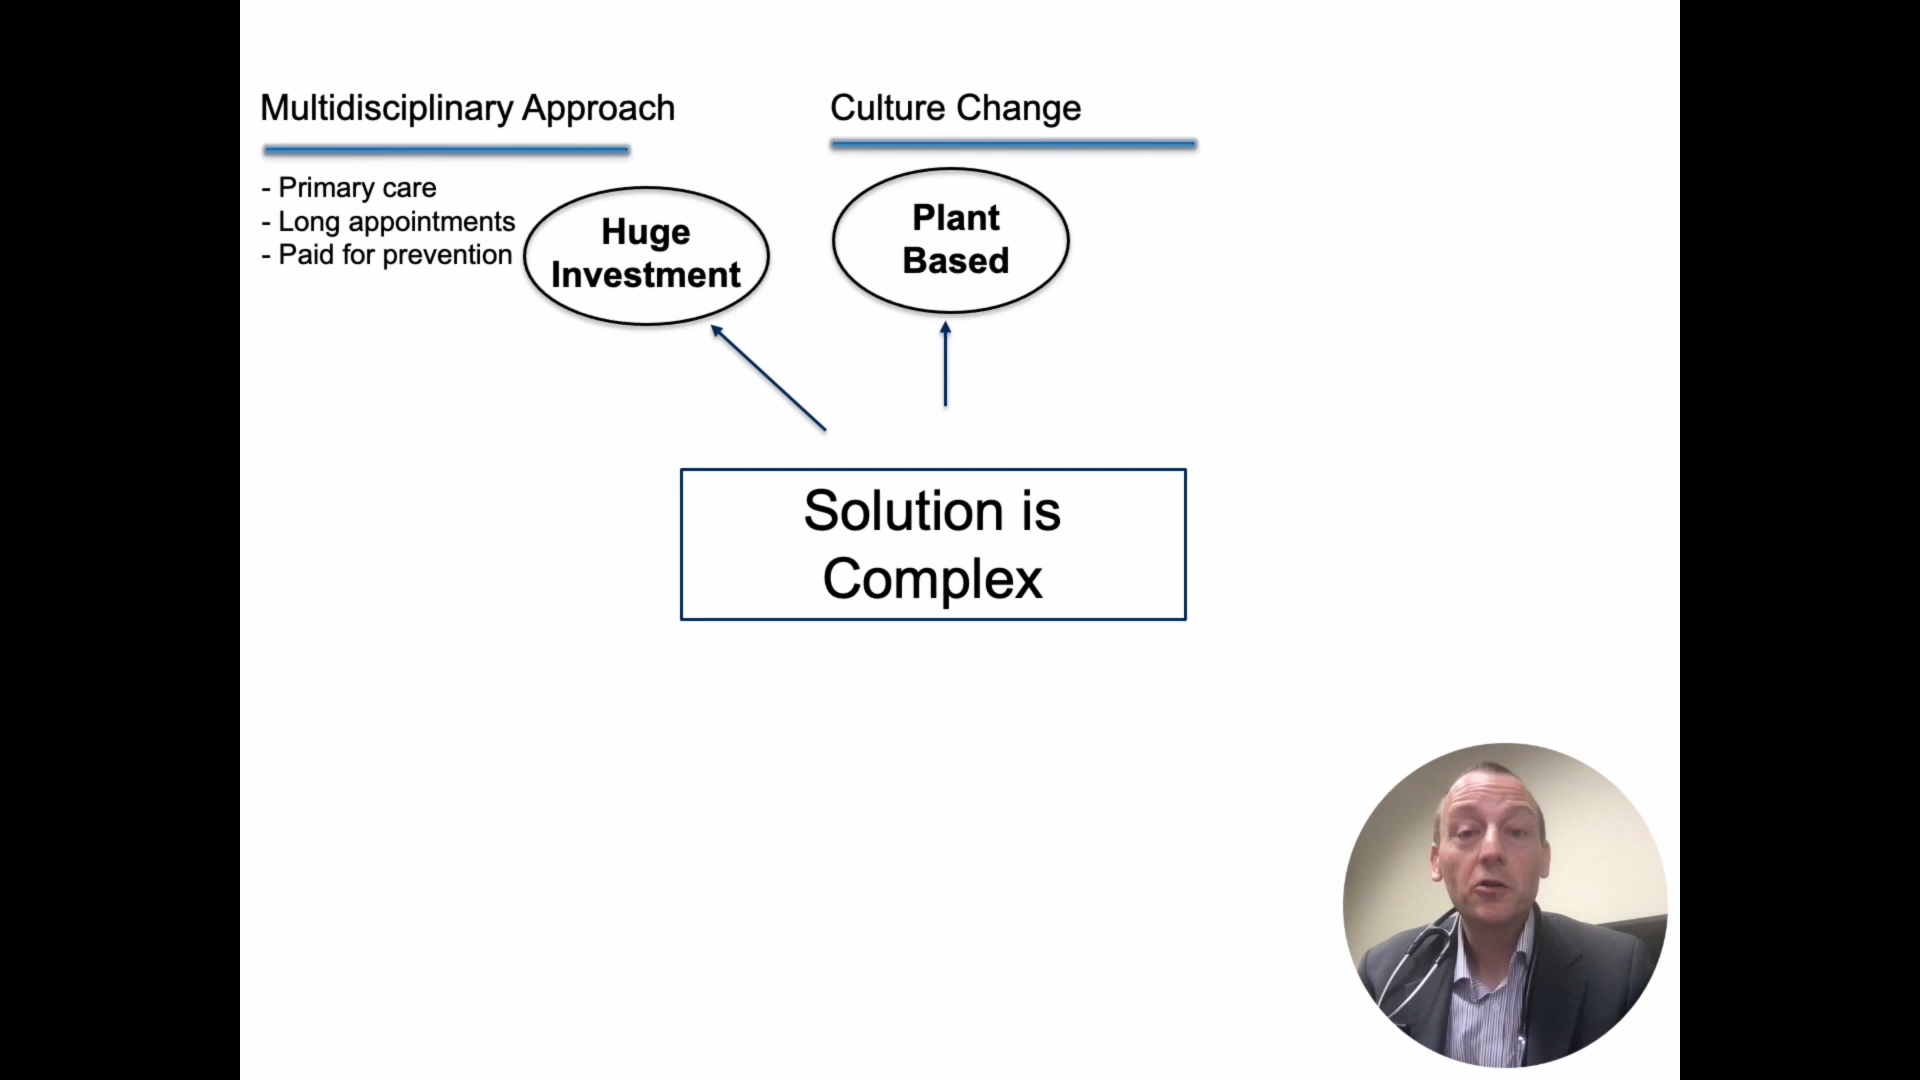 Multidisciplinary Approach
- Primary care
- Long appointments
- Paid for prevention
Huge
Investment
Culture Change
Plant
Based
Solution is
Complex